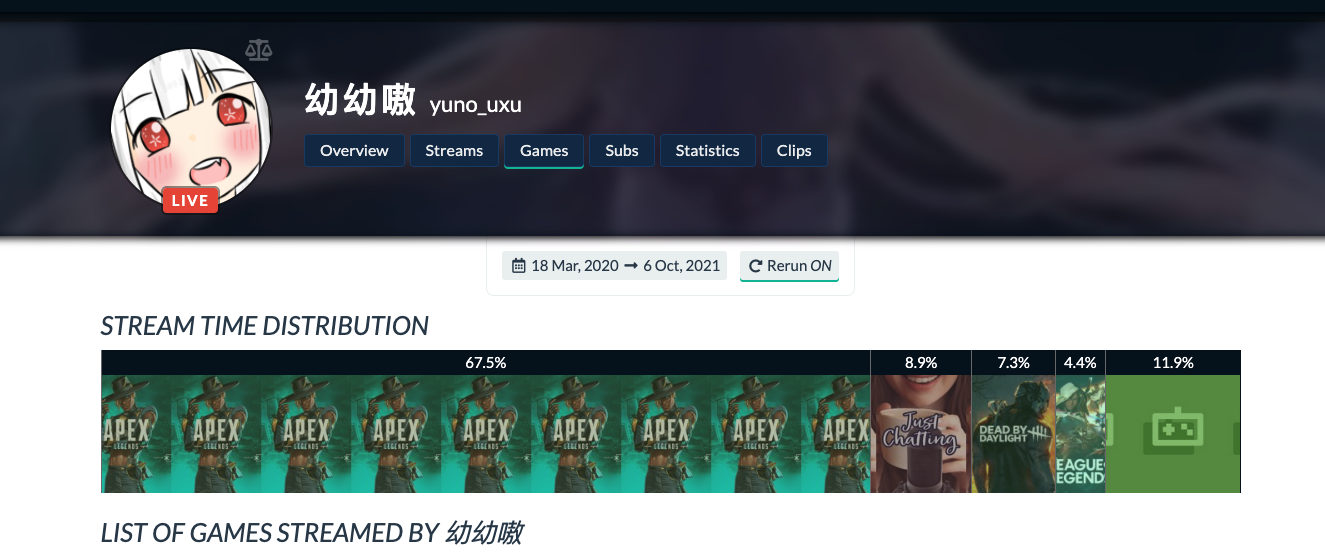 幼幼嗷 yuno_uxu
Overview Streams Games Subs Statistics Clips
LIVE
18 Mar, 2020 → 6 Oct, 2021 Rerun ON
STREAM TIME DISTRIBUTION
67.5% 8.9% 7.3% 4.4% 11.9%
APEX LEGENDS APEX LEGENDS APEX LEGENDS APEX LEGENDS APEX LEGENDS APEX LEGENDS APEX LEGENDS APEX LEGENDS APEX LEGENDS
Just Chatting
DEAD BY DAYLIGHT
EAGUE
EGEND
LIST OF GAMES STREAMED BY 幼幼嗷